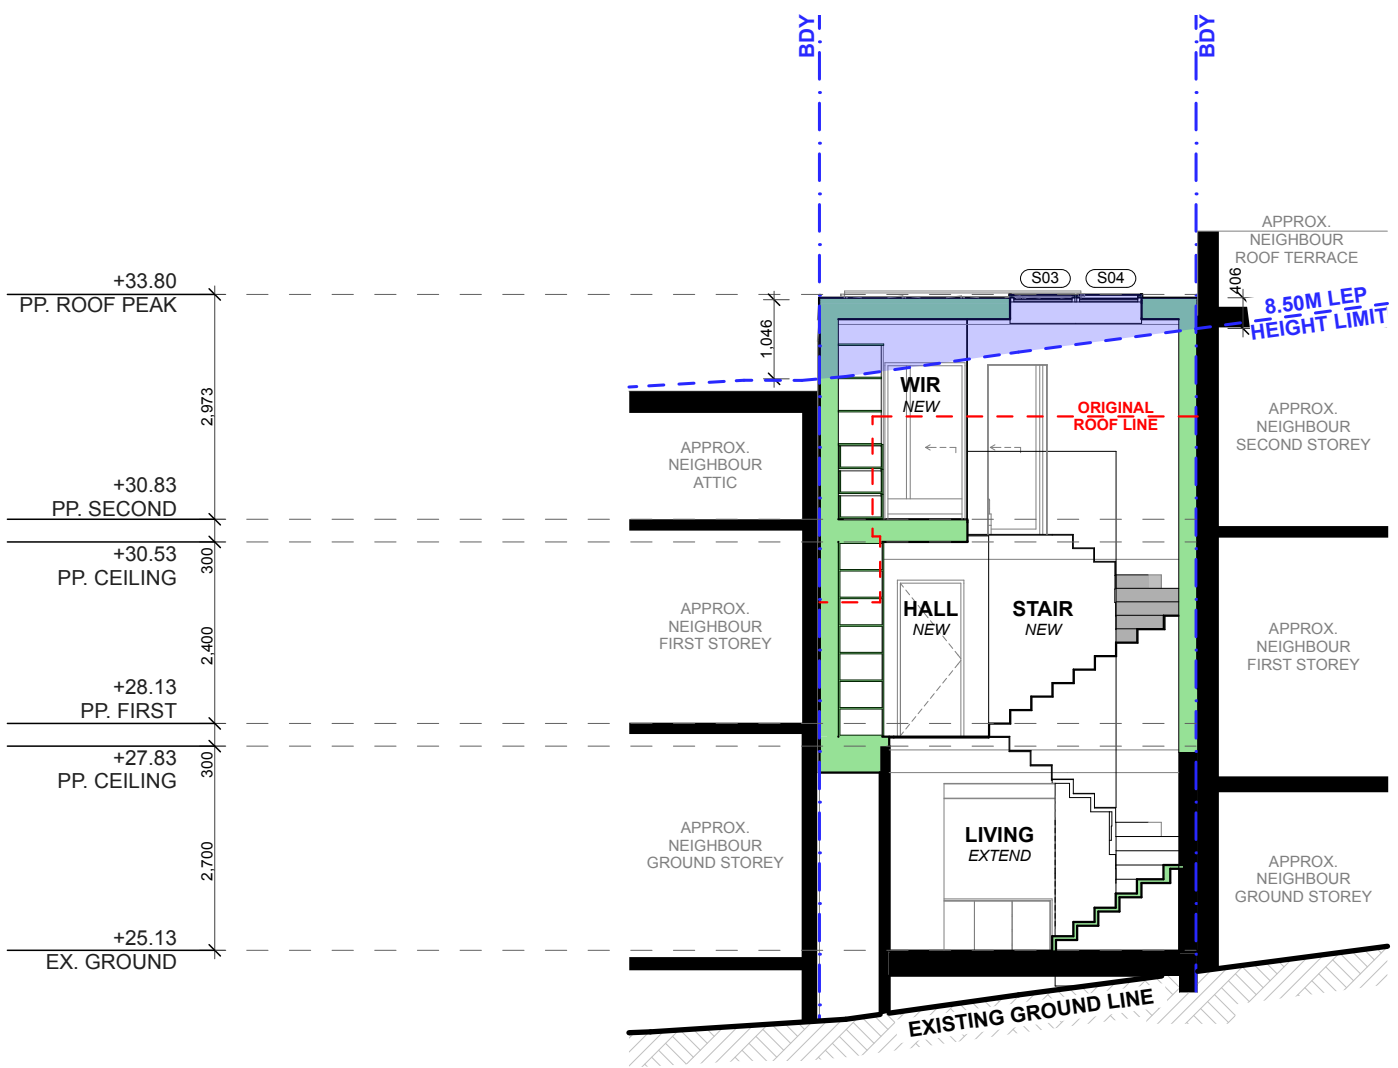 BDY
BDY
APPROX.
NEIGHBOUR
ROOF TERRACE
+33.80
PP. ROOF PEAK
S03
S04
406
8.50M LEP
HEIGHT LIMIT
1,046
2,973
WIR
NEW
ORIGINAL
ROOF LINE
APPROX.
NEIGHBOUR
SECOND STOREY
APPROX.
NEIGHBOUR
ATTIC
+30.83
PP. SECOND
300
+30.53
PP. CEILING
2,400
APPROX.
NEIGHBOUR
FIRST STOREY
HALL
NEW
STAIR
NEW
APPROX.
NEIGHBOUR
FIRST STOREY
+28.13
PP. FIRST
300
+27.83
PP. CEILING
2,700
APPROX.
NEIGHBOUR
GROUND STOREY
LIVING
EXTEND
APPROX.
NEIGHBOUR
GROUND STOREY
+25.13
EX. GROUND
EXISTING GROUND LINE